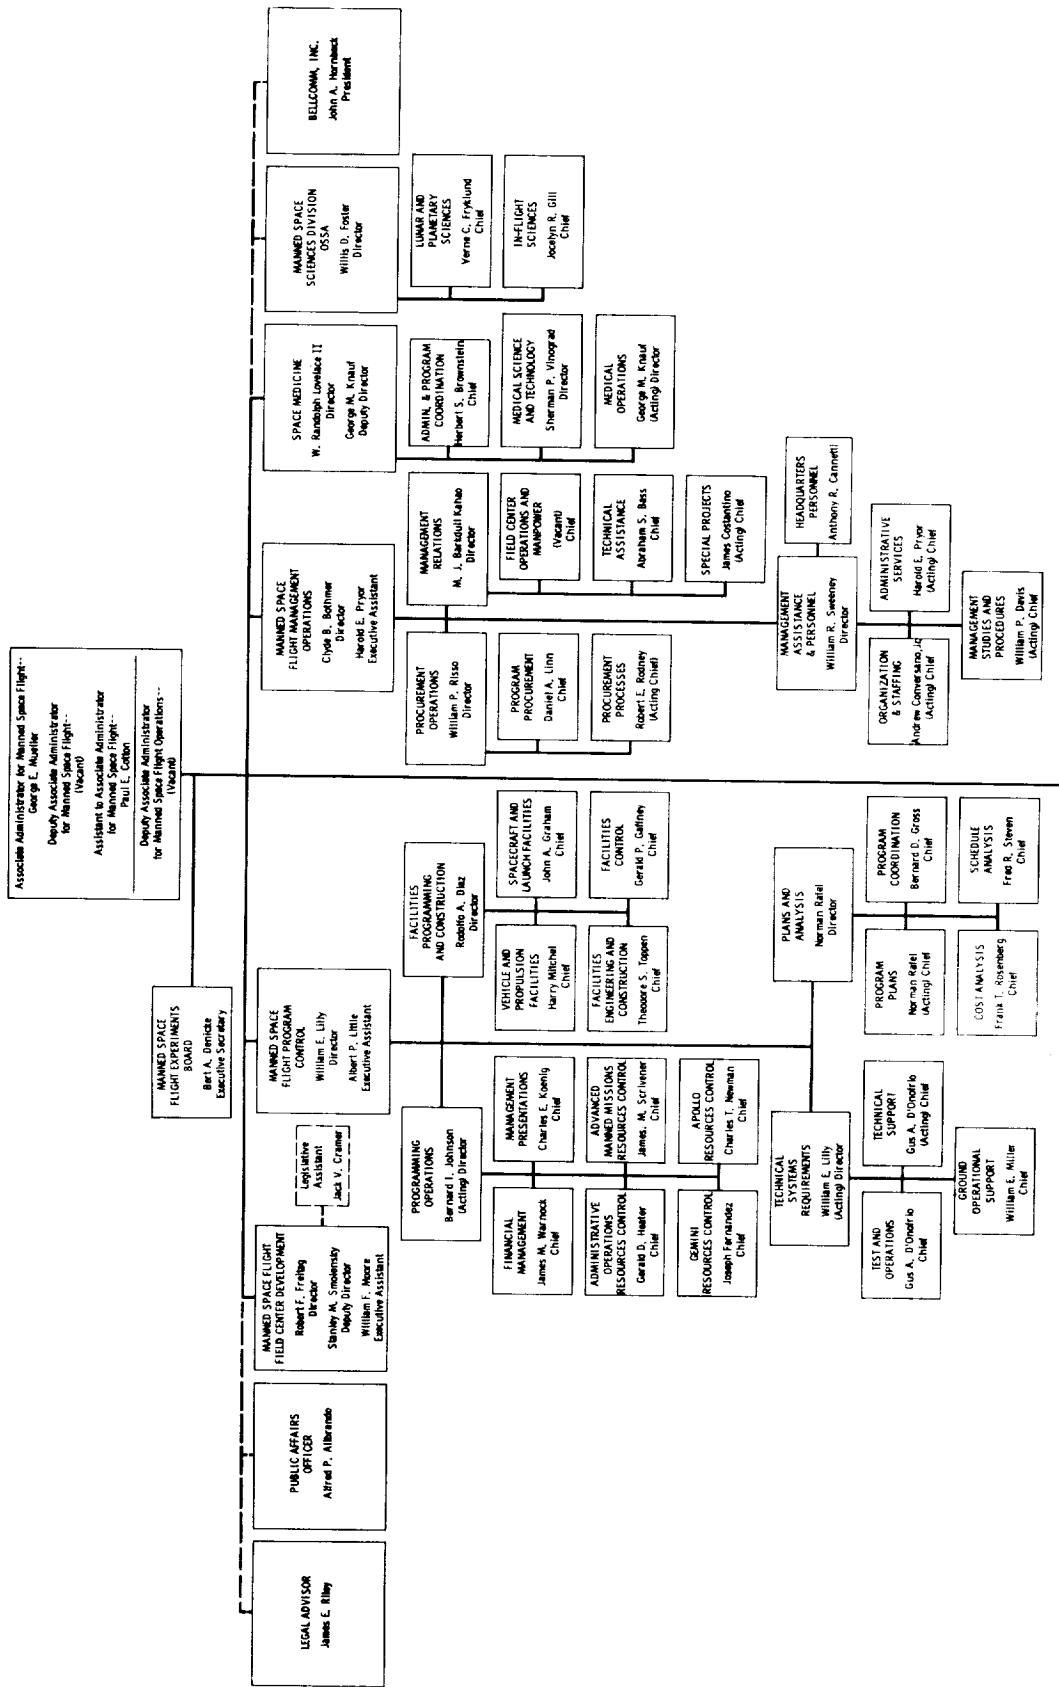 Associate Administrator for Manned Space Flight--
George E. Mueller
Deputy Associate Administrator
for Manned Space Flight--
(Vacant)
Assistant to Associate Administrator
for Manned Space Flight--
Paul E. Cotton
Deputy Associate Administrator
for Manned Space Flight Operations--
(Vacant)
MANNED SPACE
FLIGHT EXPERIMENTS
BOARD
Bert A. Denicke
Executive Secretary
LEGAL ADVISOR
James E. Riley
PUBLIC AFFAIRS
OFFICER
Alfred P. Alibrando
MANNED SPACE FLIGHT
FIELD CENTER DEVELOPMENT
Robert F. Freitag
Director
Stanley M. Smolensky
Deputy Director
William F. Moore
Executive Assistant
Legislative
Assistant
Jack V. Cramer
MANNED SPACE
FLIGHT PROGRAM
CONTROL
William E. Lilly
Director
Albert P. Little
Executive Assistant
MANNED SPACE
FLIGHT MANAGEMENT
OPERATIONS
Clyde B. Bothmer
Director
Harold E. Pryor
Executive Assistant
SPACE MEDICINE
W. Randolph Lovelace II
Director
George M. Knauf
Deputy Director
MANNED SPACE
SCIENCES DIVISION
OSSA
Willis D. Foster
Director
BELLCOMM, INC.
John A. Hornbeck
President
PROGRAMMING
OPERATIONS
Bernard I. Johnson
(Acting) Director
FINANCIAL
MANAGEMENT
James M. Warnock
Chief
MANAGEMENT
PRESENTATIONS
Charles E. Koenig
Chief
ADMINISTRATIVE
OPERATIONS
RESOURCES CONTROL
Gerald D. Heater
Chief
ADVANCED
MANNED MISSIONS
RESOURCES CONTROL
James. M. Scrivener
Chief
GEMINI
RESOURCES CONTROL
Joseph Fernandez
Chief
APOLLO
RESOURCES CONTROL
Charles T. Newman
Chief
FACILITIES
PROGRAMMING
AND CONSTRUCTION
Rodolfo A. Diaz
Director
VEHICLE AND
PROPULSION
FACILITIES
Harry Mitchel
Chief
SPACECRAFT AND
LAUNCH FACILITIES
John A. Graham
Chief
FACILITIES
ENGINEERING AND
CONSTRUCTION
Theodore S. Toppen
Chief
FACILITIES
CONTROL
Gerald P. Gaffney
Chief
TECHNICAL
SYSTEMS
REQUIREMENTS
William E. Lilly
(Acting) Director
TEST AND
OPERATIONS
Gus A. D'Onofrio
Chief
TECHNICAL
SUPPORT
Gus A. D'Onofrio
(Acting) Chief
GROUND
OPERATIONAL
SUPPORT
William E. Miller
Chief
PLANS AND
ANALYSIS
Norman Rafel
Director
PROGRAM
PLANS
Norman Rafel
(Acting) Chief
PROGRAM
COORDINATION
Bernard D. Gross
Chief
COST ANALYSIS
Frank T. Rosenberg
Chief
SCHEDULE
ANALYSIS
Fred R. Steven
Chief
PROCUREMENT
OPERATIONS
William P. Risso
Director
PROGRAM
PROCUREMENT
Daniel A. Linn
Chief
PROCUREMENT
PROCESSES
Robert E. Rodney
(Acting Chief)
MANAGEMENT
RELATIONS
M. J. Barkdull Kahao
Director
FIELD CENTER
OPERATIONS AND
MANPOWER
(Vacant)
Chief
TECHNICAL
ASSISTANCE
Abraham S. Bass
Chief
SPECIAL PROJECTS
James Costantino
(Acting) Chief
MANAGEMENT
ASSISTANCE
& PERSONNEL
William R. Sweeney
Director
HEADQUARTERS
PERSONNEL
Anthony R. Cannetti
ORGANIZATION
& STAFFING
Andrew Conversano, Jr
(Acting) Chief
ADMINISTRATIVE
SERVICES
Harold E. Pryor
(Acting) Chief
MANAGEMENT
STUDIES AND
PROCEDURES
William P. Davis
(Acting) Chief
ADMIN. & PROGRAM
COORDINATION
Herbert S. Brownstein
Chief
MEDICAL SCIENCE
AND TECHNOLOGY
Sherman P. Vinograd
Director
MEDICAL
OPERATIONS
George M. Knauf
(Acting) Director
LUNAR AND
PLANETARY
SCIENCES
Verne C. Fryklund
Chief
IN-FLIGHT
SCIENCES
Jocelyn R. Gill
Chief